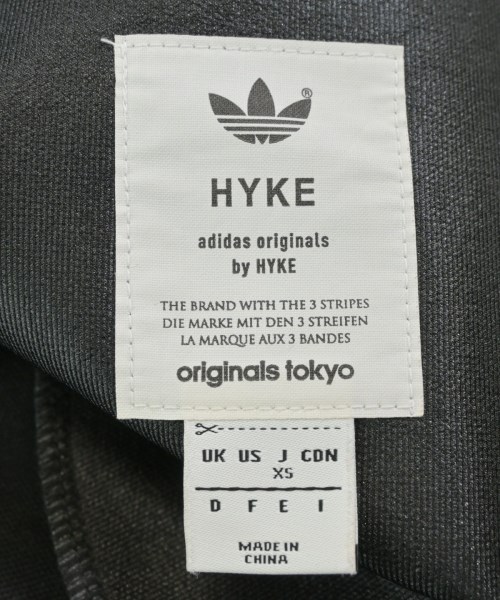 ®
HYKE
adidas originals
by HYKE
THE BRAND WITH THE 3 STRIPES
DIE MARKE MIT DEN 3 STREIFEN
LA MARQUE AUX 3 BANDES
originals tokyo
UK US J CDN
XS
D F E I
MADE IN
CHINA